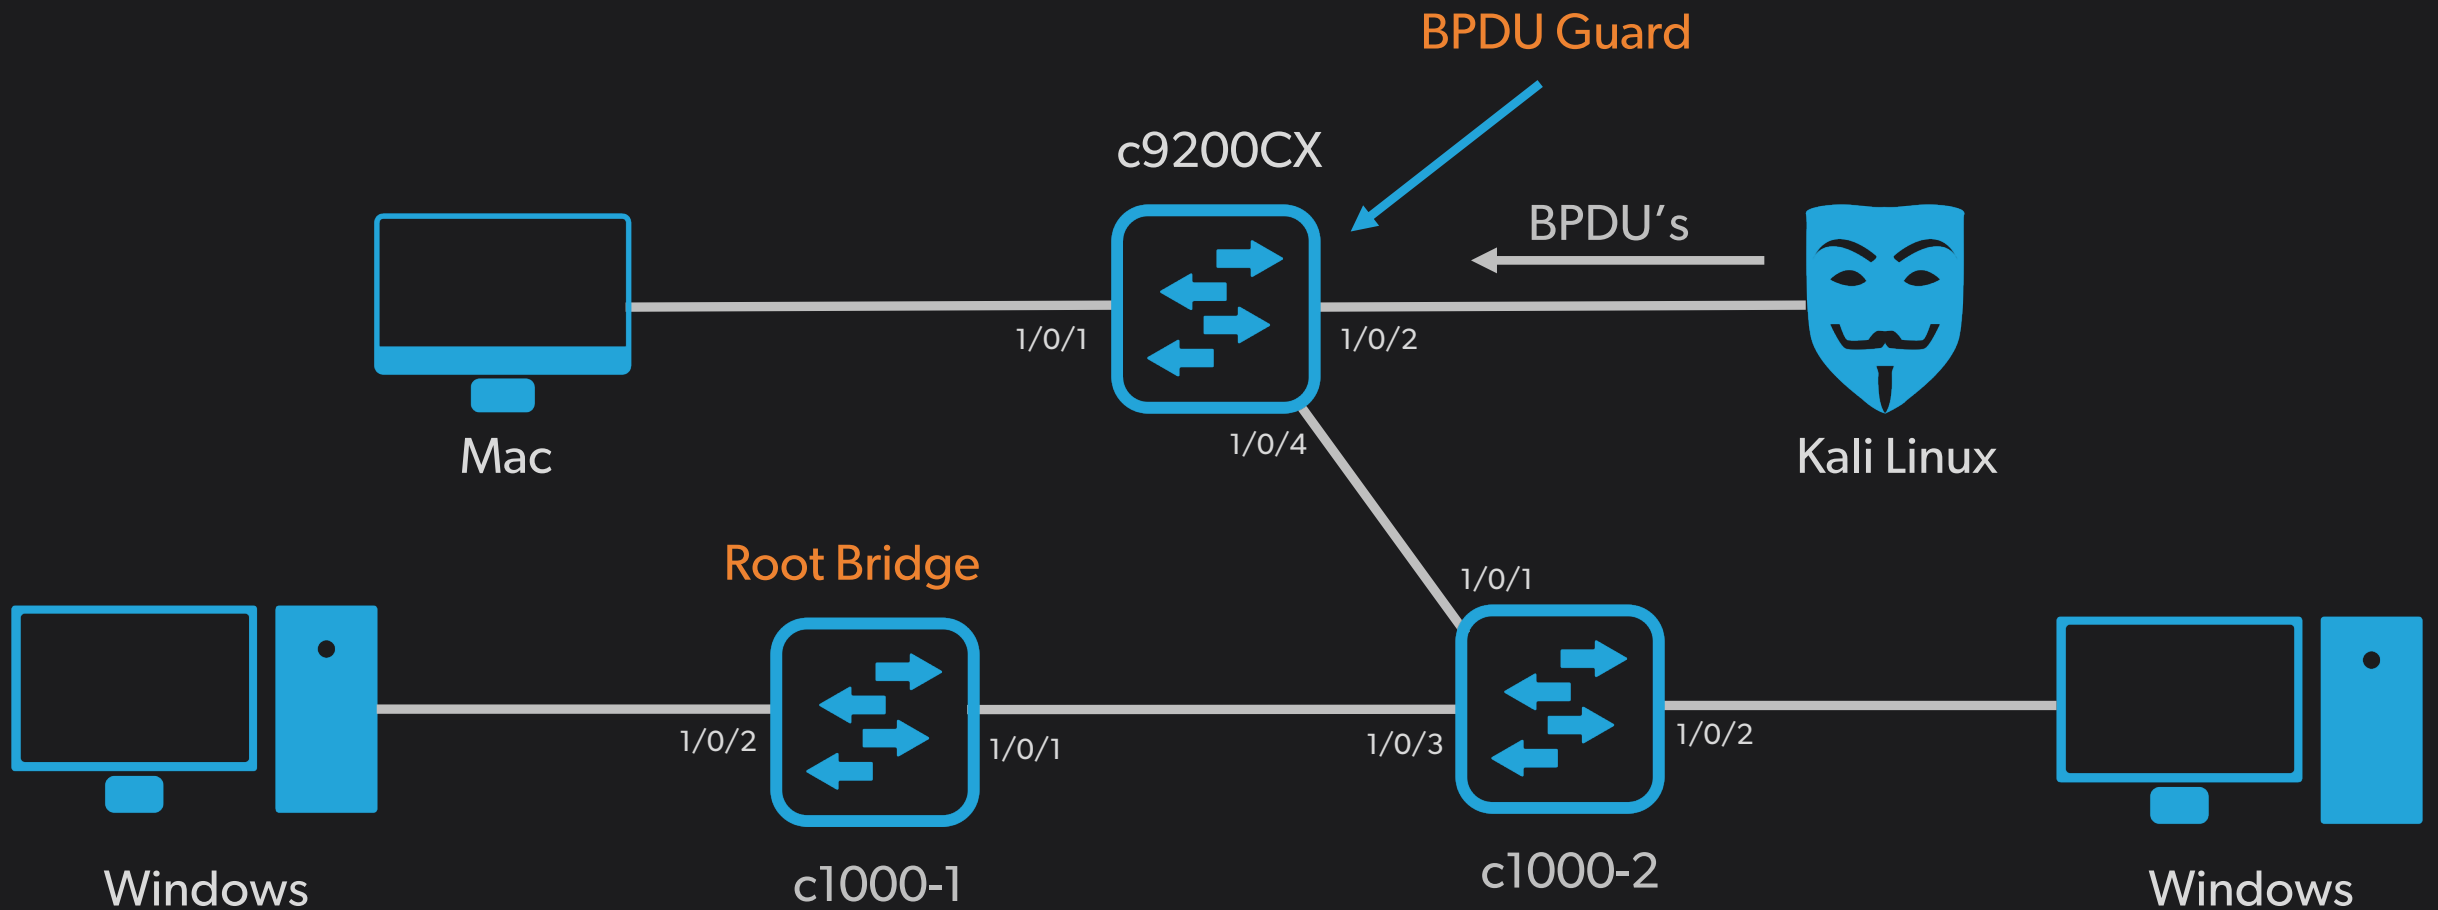 BPDU Guard
c9200CX
BPDU’s
1/0/1
1/0/2
1/0/4
Mac
Kali Linux
Root Bridge
1/0/1
1/0/2
1/0/1
1/0/3
1/0/2
Windows
c1000-1
c1000-2
Windows